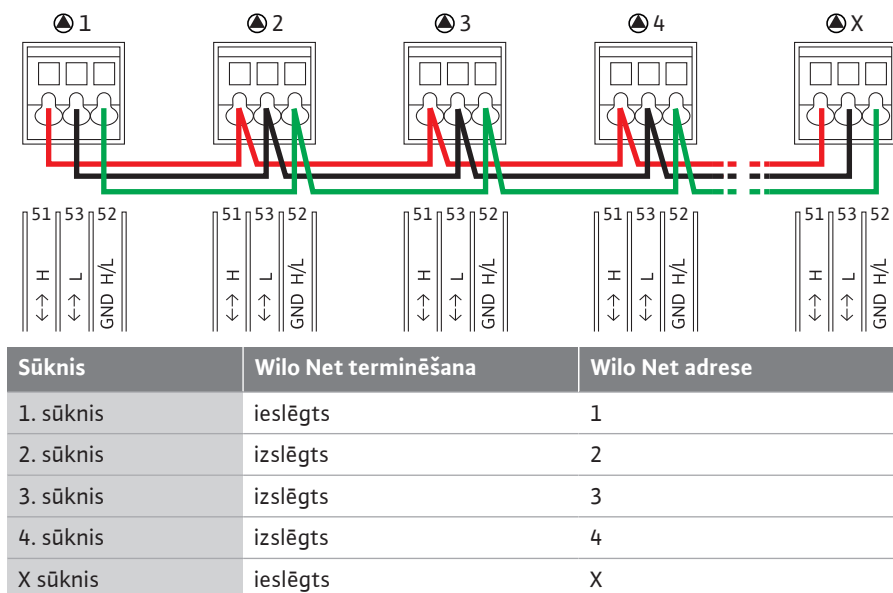 1 2 3 4 X
51 53 52 51 53 52 51 53 52 51 53 52 51 53 52
<-> H <-> L GND H/L <-> H <-> L GND H/L <-> H <-> L GND H/L <-> H <-> L GND H/L <-> H <-> L GND H/L
Sūknis Wilo Net terminēšana Wilo Net adrese
1. sūknis ieslēgts 1
2. sūknis izslēgts 2
3. sūknis izslēgts 3
4. sūknis izslēgts 4
X sūknis ieslēgts X